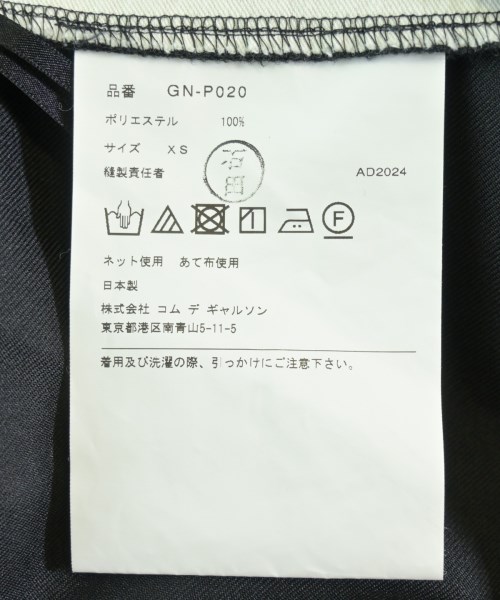 品番 GN-P020
ポリエステル 100%
サイズ XS
縫製責任者 AD2024
F
ネット使用 あて布使用
日本製
株式会社 コム デ ギャルソン
東京都港区南青山5-11-5
着用及び洗濯の際、引っかけにご注意下さい。